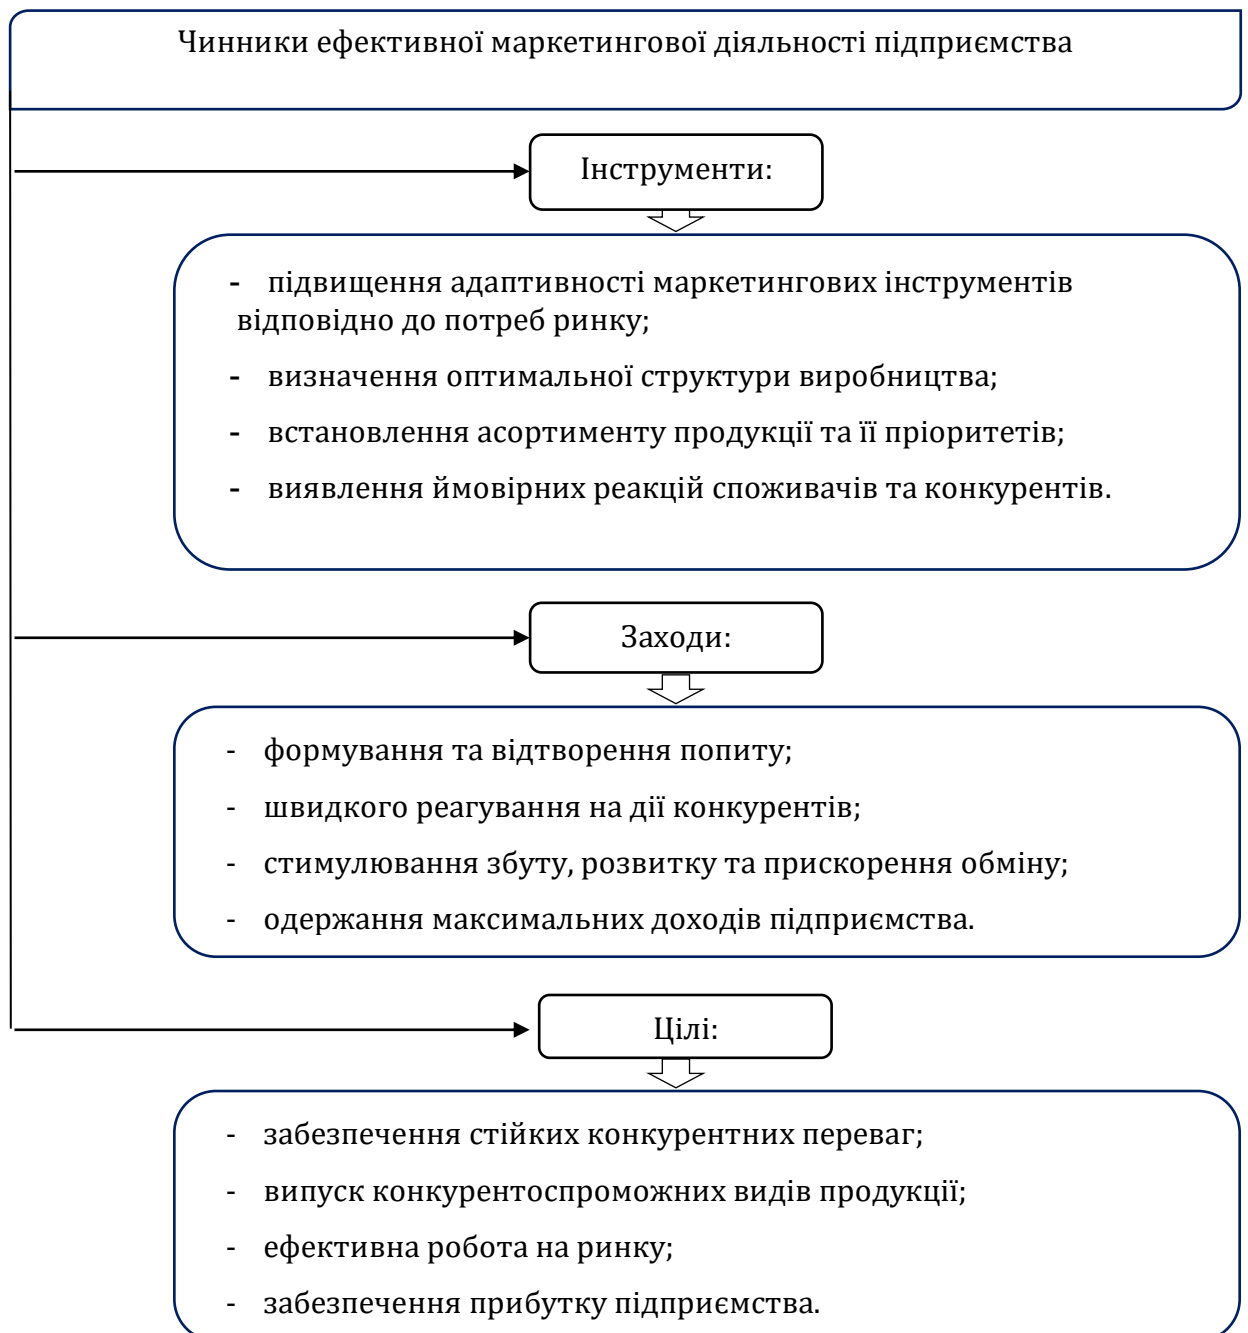 Чинники ефективної маркетингової діяльності підприємства
Інструменти:
- підвищення адаптивності маркетингових інструментів
відповідно до потреб ринку;
- визначення оптимальної структури виробництва;
- встановлення асортименту продукції та її пріоритетів;
- виявлення ймовірних реакцій споживачів та конкурентів.
Заходи:
- формування та відтворення попиту;
- швидкого реагування на дії конкурентів;
- стимулювання збуту, розвитку та прискорення обміну;
- одержання максимальних доходів підприємства.
Цілі:
- забезпечення стійких конкурентних переваг;
- випуск конкурентоспроможних видів продукції;
- ефективна робота на ринку;
- забезпечення прибутку підприємства.